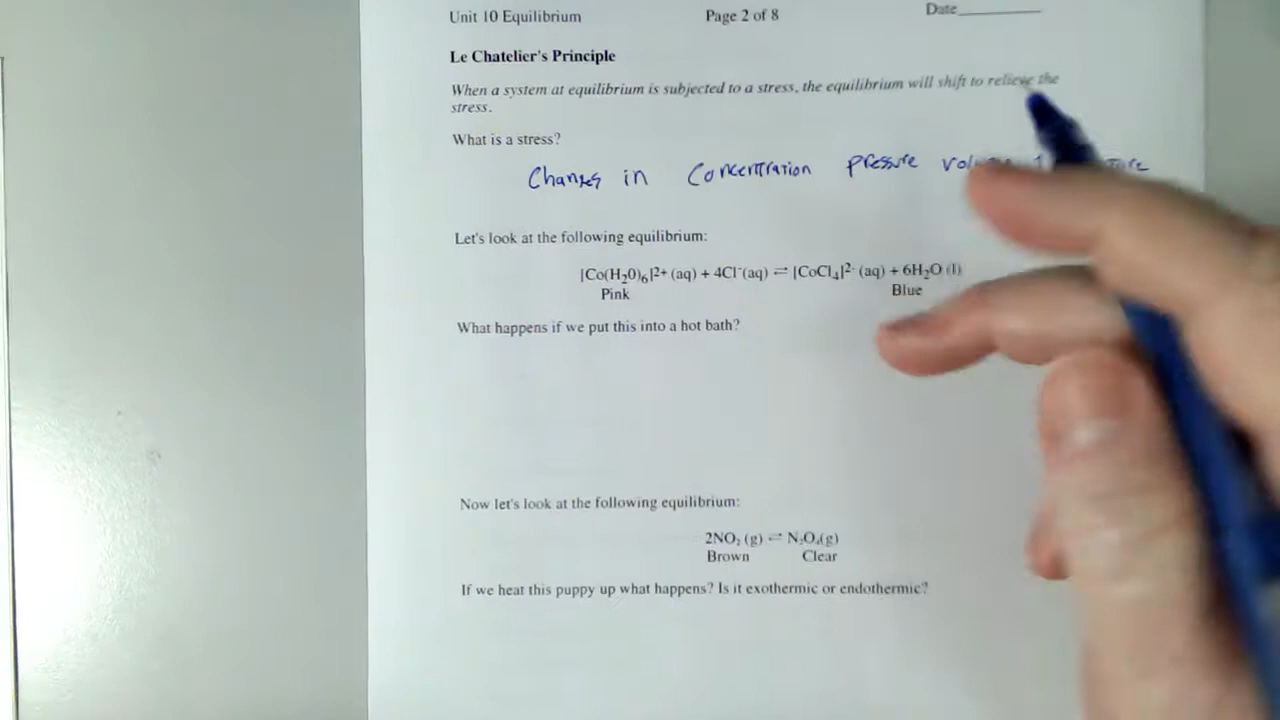 Unit 10 Equilibrium Page 2 of 8 Date__________
Le Chatelier's Principle
When a system at equilibrium is subjected to a stress, the equilibrium will shift to relieve the
stress.
What is a stress?
Changes in Concentration pressure
Let's look at the following equilibrium:
[Co(H₂0)₆]²⁺ (aq) + 4Cl⁻(aq) ⇌ [CoCl₄]²⁻ (aq) + 6H₂O (l)
Pink Blue
What happens if we put this into a hot bath?
Now let's look at the following equilibrium:
2NO₂ (g) ⇌ N₂O₄(g)
Brown Clear
If we heat this puppy up what happens? Is it exothermic or endothermic?